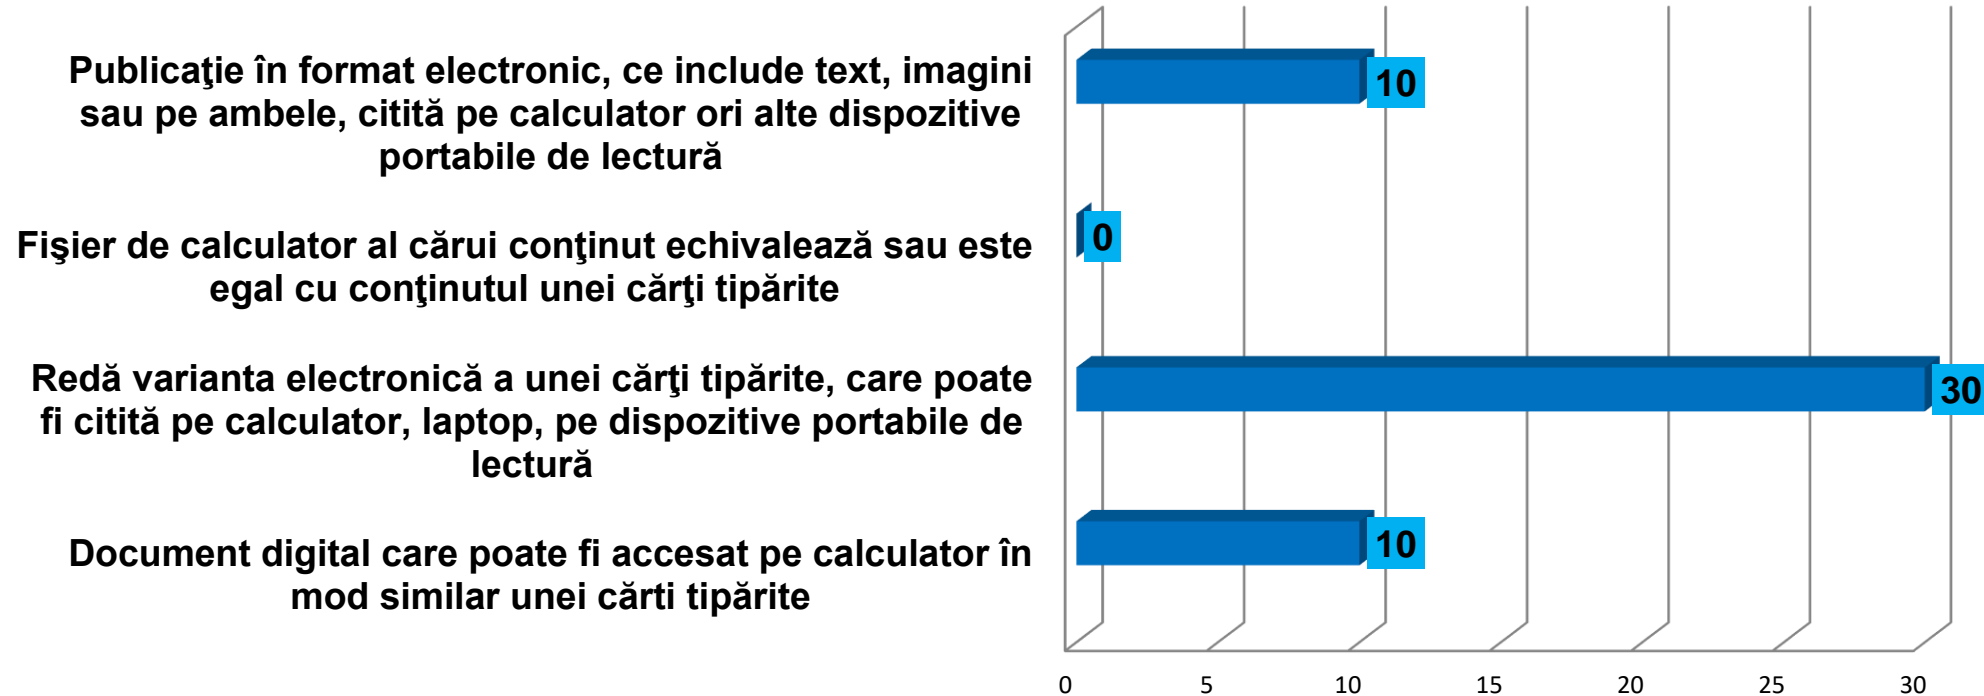 Publicaţie în format electronic, ce include text, imagini
sau pe ambele, citită pe calculator ori alte dispozitive
portabile de lectură
10
Fişier de calculator al cărui conţinut echivalează sau este
egal cu conţinutul unei cărţi tipărite
0
Redă varianta electronică a unei cărţi tipărite, care poate
fi citită pe calculator, laptop, pe dispozitive portabile de
lectură
30
Document digital care poate fi accesat pe calculator în
mod similar unei cărti tipărite
10
0 5 10 15 20 25 30